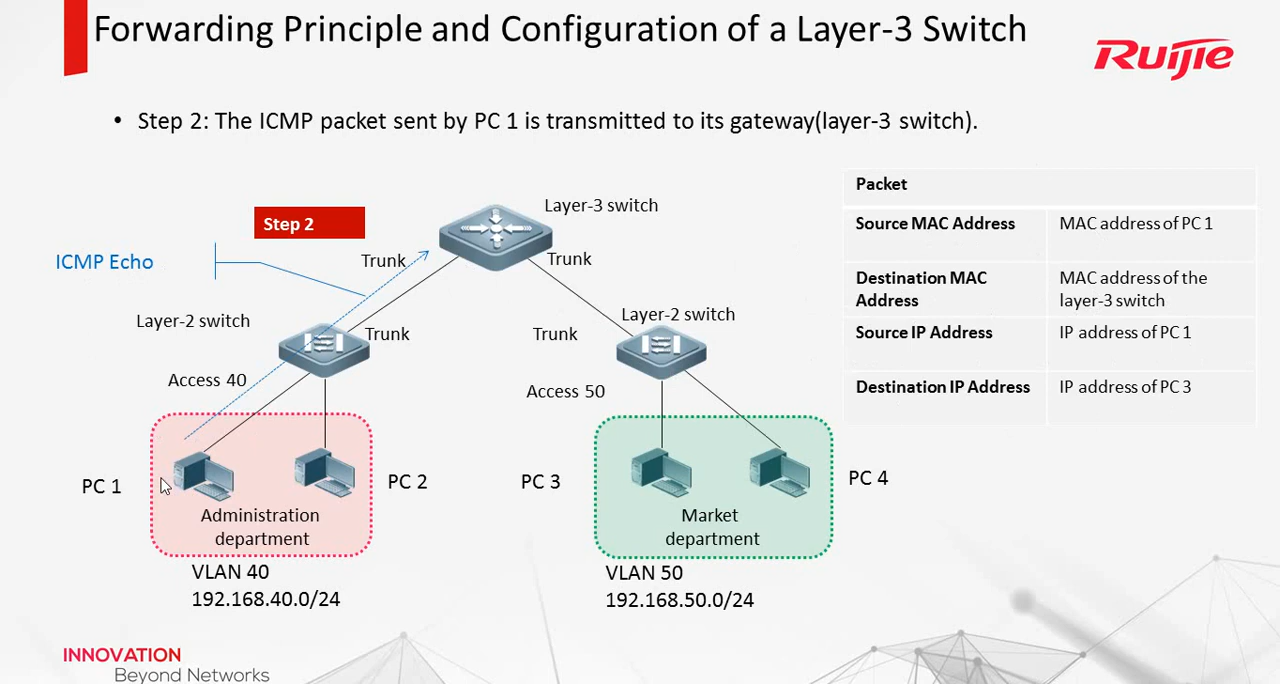 Forwarding Principle and Configuration of a Layer-3 Switch
Ruijie
• Step 2: The ICMP packet sent by PC 1 is transmitted to its gateway(layer-3 switch).
Packet
Source MAC Address
MAC address of PC 1
Destination MAC
Address
MAC address of the
layer-3 switch
Source IP Address
IP address of PC 1
Destination IP Address
IP address of PC 3
Step 2
Layer-3 switch
ICMP Echo
Trunk
Trunk
Layer-2 switch
Trunk
Trunk
Layer-2 switch
Access 40
Access 50
PC 1
PC 2
PC 3
PC 4
Administration
department
Market
department
VLAN 40
192.168.40.0/24
VLAN 50
192.168.50.0/24
INNOVATION
Beyond Networks